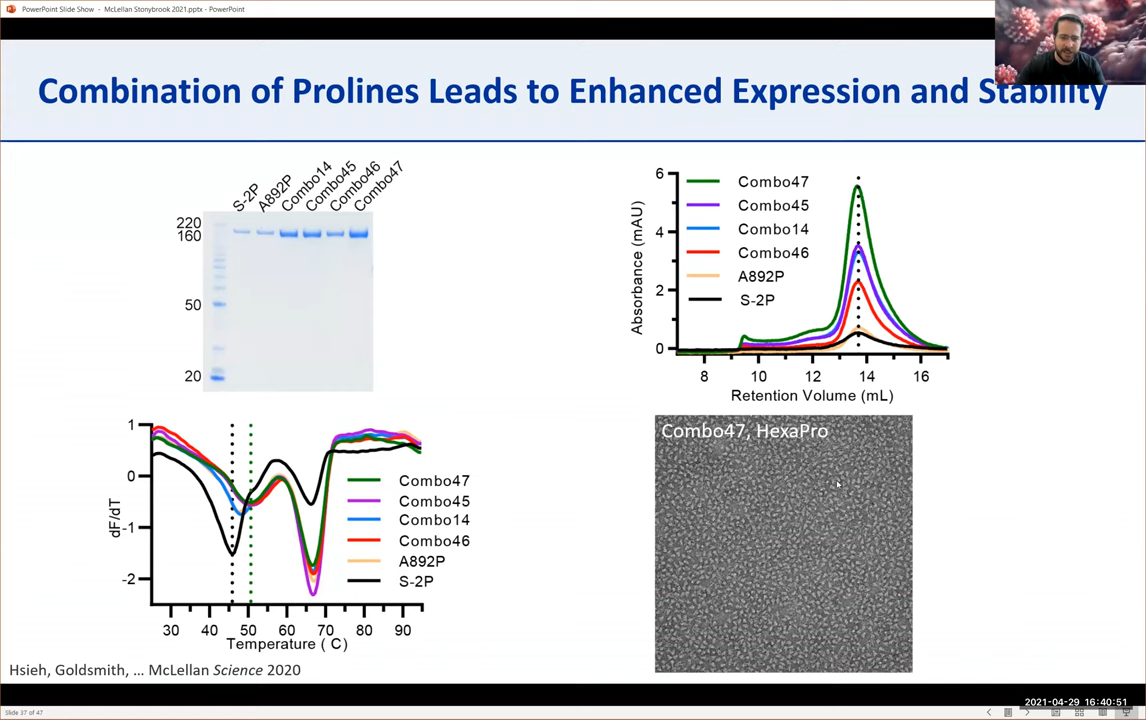 PowerPoint Slide Show - McLellan Stonybrook 2021.pptx - PowerPoint
Combination of Prolines Leads to Enhanced Expression and Stability
S-2P
A892P
Combo14
Combo45
Combo46
Combo47
220
160
50
20
6
4
2
0
Absorbance (mAU)
Combo47
Combo45
Combo14
Combo46
A892P
S-2P
8 10 12 14 16
Retention Volume (mL)
1
0
-1
-2
dF/dT
Combo47
Combo45
Combo14
Combo46
A892P
S-2P
30 40 50 60 70 80 90
Temperature ( C)
Combo47, HexaPro
Hsieh, Goldsmith, ... McLellan Science 2020
2021-04-29 16:40:51
Slide 37 of 47